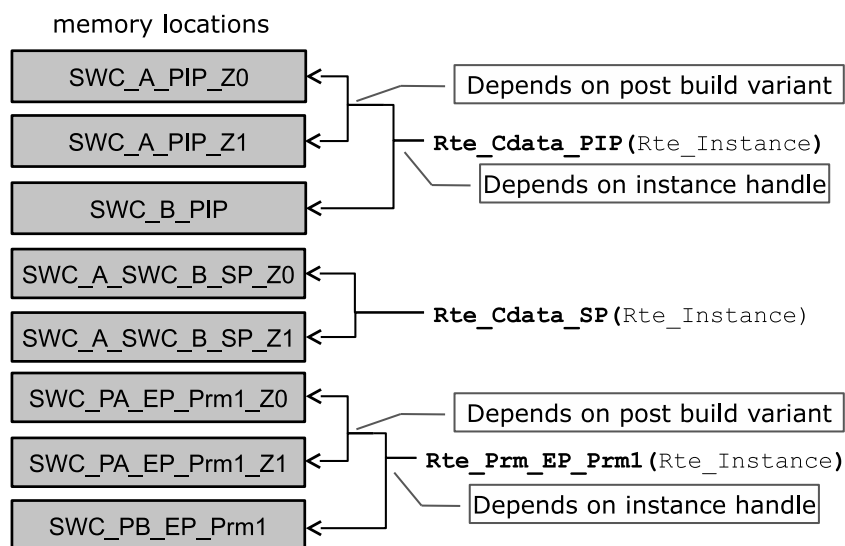 memory locations
SWC_A_PIP_Z0
Depends on post build variant
SWC_A_PIP_Z1
Rte_Cdata_PIP(Rte_Instance)
Depends on instance handle
SWC_B_PIP
SWC_A_SWC_B_SP_Z0
Rte_Cdata_SP(Rte_Instance)
SWC_A_SWC_B_SP_Z1
SWC_PA_EP_Prm1_Z0
Depends on post build variant
SWC_PA_EP_Prm1_Z1
Rte_Prm_EP_Prm1(Rte_Instance)
Depends on instance handle
SWC_PB_EP_Prm1